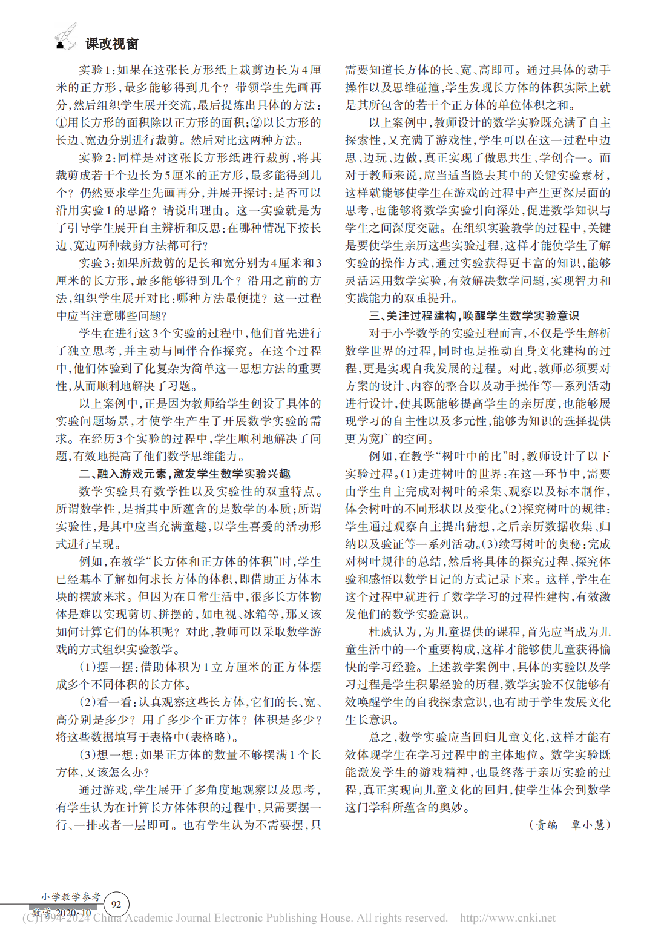 课改视窗
实验1：如果在这张长方形纸上裁剪边长为4厘
米的正方形，最多能够得到几个？带领学生先画再
分，然后组织学生展开交流，最后提炼出具体的方法：
①用长方形的面积除以正方形的面积；②以长方形的
长边、宽边分别进行裁剪。然后对比这两种方法。
实验2：同样是对这张长方形纸进行裁剪，将其
裁剪成若干个边长为5厘米的正方形，最多能得到几
个？仍然要求学生先画再分，并展开探讨：是否可以
沿用实验1的思路？请说出理由。这一实验就是为
了引导学生展开自主辨析和反思：在哪种情况下按长
边、宽边两种裁剪方法都可行？
实验3：如果所裁剪的是长和宽分别为4厘米和3
厘米的长方形，最多能够得到几个？沿用之前的方
法，组织学生展开对比：哪种方法最便捷？这一过程
中应当注意哪些问题？
学生在进行这3个实验的过程中，他们首先进行
了独立思考，并主动与同伴合作探究。在这个过程
中，他们体验到了化复杂为简单这一思想方法的重要
性，从而顺利地解决了习题。
以上案例中，正是因为教师给学生创设了具体的
实验问题场景，才使学生产生了开展数学实验的需
求。在经历3个实验的过程中，学生顺利地解决了问
题，有效地提高了他们数学思维能力。
二、融入游戏元素，激发学生数学实验兴趣
数学实验具有数学性以及实验性的双重特点。
所谓数学性，是指其中所蕴含的是数学的本质；所谓
实验性，是其中应当充满童趣，以学生喜爱的活动形
式进行呈现。
例如，在教学“长方体和正方体的体积”时，学生
已经基本了解如何求长方体的体积，即借助正方体木
块的摆放来求。但因为在日常生活中，很多长方体物
体是难以实现剪切、拼摆的，如电视、冰箱等，那又该
如何计算它们的体积呢？对此，教师可以采取数学游
戏的方式组织实验教学。
（1）摆一摆：借助体积为1立方厘米的正方体摆
成多个不同体积的长方体。
（2）看一看：认真观察这些长方体，它们的长、宽、
高分别是多少？用了多少个正方体？体积是多少？
将这些数据填写于表格中（表格略）。
（3）想一想：如果正方体的数量不够摆满1个长
方体，又该怎么办？
通过游戏，学生展开了多角度地观察以及思考，
有学生认为在计算长方体体积的过程中，只需要摆一
行、一排或者一层即可。也有学生认为不需要摆，只
需要知道长方体的长、宽、高即可。通过具体的动手
操作以及思维碰撞，学生发现长方体的体积实际上就
是其所包含的若干个正方体的单位体积之和。
以上案例中，教师设计的数学实验既充满了自主
探索性，又充满了游戏性，学生可以在这一过程中边
思、边玩、边做，真正实现了做思共生、学创合一。而
对于教师来说，应当适当隐去其中的关键实验素材，
这样就能够使学生在游戏的过程中产生更深层面的
思考，也能够将数学实验引向深处，促进数学知识与
学生之间深度交融。在组织实验教学的过程中，关键
是要使学生亲历这些实验过程，这样才能使学生了解
实验的操作方式，通过实验获得更丰富的知识，能够
灵活运用数学实验，有效解决数学问题，实现智力和
实践能力的双重提升。
三、关注过程建构，唤醒学生数学实验意识
对于小学数学的实验过程而言，不仅是学生解析
数学世界的过程，同时也是推动自身文化建构的过
程，更是实现自我发展的过程。对此，教师必须要对
方案的设计、内容的整合以及动手操作等一系列活动
进行设计，使其既能够提高学生的亲历度，也能够展
现学习的自主性以及多元性，能够为知识的选择提供
更为宽广的空间。
例如，在教学“树叶中的比”时，教师设计了以下
实验过程。（1）走进树叶的世界：在这一环节中，需要
由学生自主完成对树叶的采集、观察以及标本制作，
体会树叶的不同形状以及变化。（2）探究树叶的规律：
学生通过观察自主提出猜想，之后亲历数据收集、归
纳以及验证等一系列活动。（3）续写树叶的奥秘：完成
对树叶规律的总结，然后将具体的探究过程、探究体
验和感悟以数学日记的方式记录下来。这样，学生在
这个过程中就进行了数学学习的过程性建构，有效激
发他们的数学实验意识。
杜威认为，为儿童提供的课程，首先应当成为儿
童生活中的一个重要构成，这样才能够使儿童获得愉
快的学习经验。上述教学案例中，具体的实验以及学
习过程是学生积累经验的历程，数学实验不仅能够有
效唤醒学生的自我探索意识，也有助于学生发展文化
生长意识。
总之，数学实验应当回归儿童文化，这样才能有
效体现学生在学习过程中的主体地位。数学实验既
能激发学生的游戏精神，也最终落于亲历实验的过
程，真正实现向儿童文化的回归，使学生体会到数学
这门学科所蕴含的奥妙。
（责编 覃小慧）
小学教学参考
数学 2020·10
92
(C)1994-2024 China Academic Journal Electronic Publishing House. All rights reserved. http://www.cnki.net